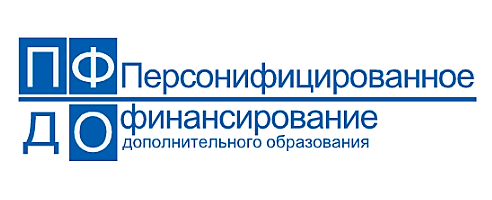 ПФ Персонифицированное
ДО финансирование
дополнительного образования